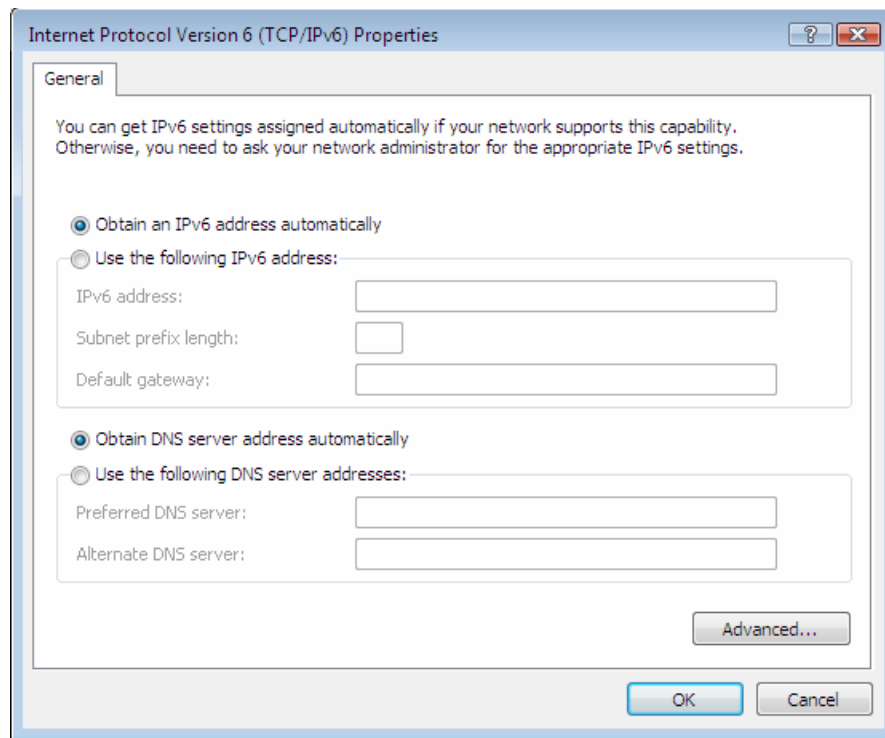 Internet Protocol Version 6 (TCP/IPv6) Properties
?
General
You can get IPv6 settings assigned automatically if your network supports this capability.
Otherwise, you need to ask your network administrator for the appropriate IPv6 settings.
Obtain an IPv6 address automatically
Use the following IPv6 address:
IPv6 address:
Subnet prefix length:
Default gateway:
Obtain DNS server address automatically
Use the following DNS server addresses:
Preferred DNS server:
Alternate DNS server:
Advanced...
OK Cancel